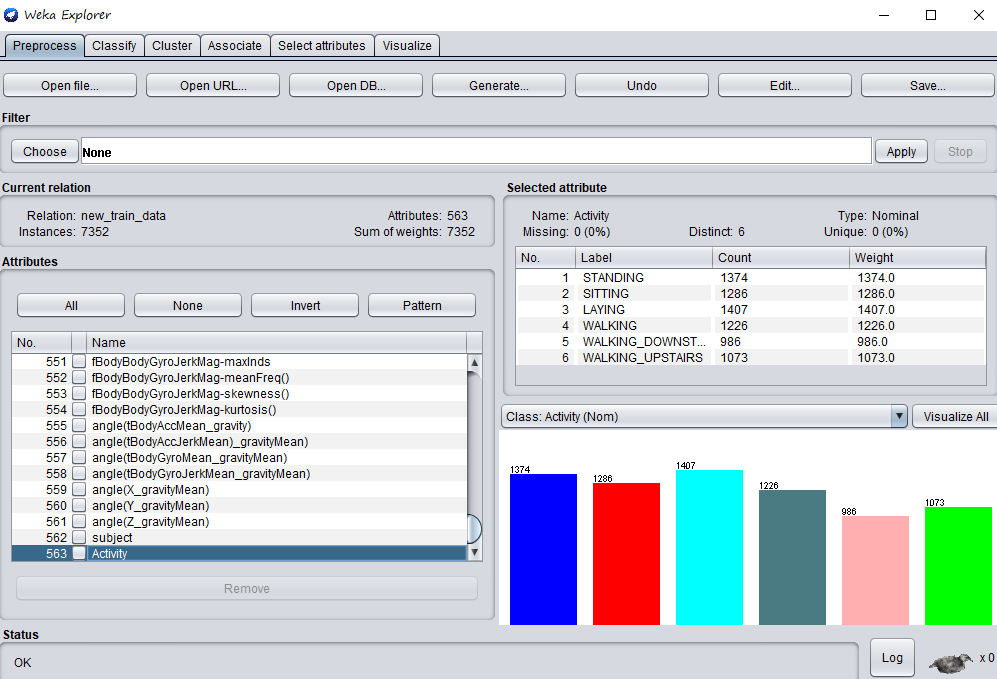 Weka Explorer
Preprocess Classify Cluster Associate Select attributes Visualize
Open file... Open URL... Open DB... Generate... Undo Edit... Save...
Filter
Choose None Apply Stop
Current relation
Relation: new_train_data Attributes: 563
Instances: 7352 Sum of weights: 7352
Attributes
All None Invert Pattern
No. Name
551 fBodyBodyGyroJerkMag-maxInds
552 fBodyBodyGyroJerkMag-meanFreq()
553 fBodyBodyGyroJerkMag-skewness()
554 fBodyBodyGyroJerkMag-kurtosis()
555 angle(tBodyAccMean_gravity)
556 angle(tBodyAccJerkMean)_gravityMean)
557 angle(tBodyGyroMean_gravityMean)
558 angle(tBodyGyroJerkMean_gravityMean)
559 angle(X_gravityMean)
560 angle(Y_gravityMean)
561 angle(Z_gravityMean)
562 subject
563 Activity
Remove
Selected attribute
Name: Activity Type: Nominal
Missing: 0 (0%) Distinct: 6 Unique: 0 (0%)
No. Label Count Weight
1 STANDING 1374 1374.0
2 SITTING 1286 1286.0
3 LAYING 1407 1407.0
4 WALKING 1226 1226.0
5 WALKING_DOWNST... 986 986.0
6 WALKING_UPSTAIRS 1073 1073.0
Class: Activity (Nom) Visualize All
1374 1286 1407 1226 986 1073
Status
OK Log x 0